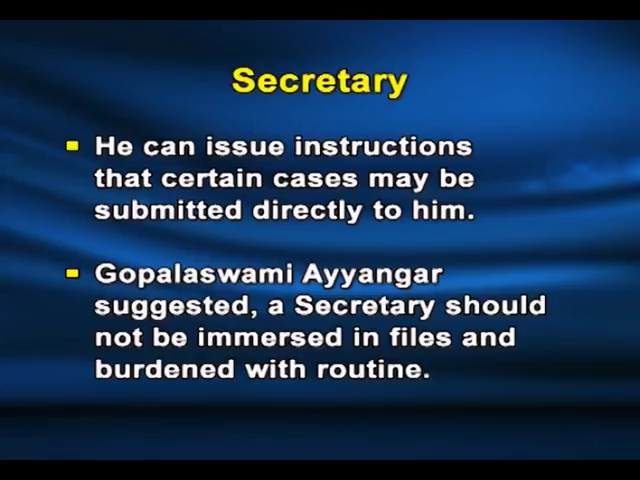 Secretary
He can issue instructions
that certain cases may be
submitted directly to him.
Gopalaswami Ayyangar
suggested, a Secretary should
not be immersed in files and
burdened with routine.